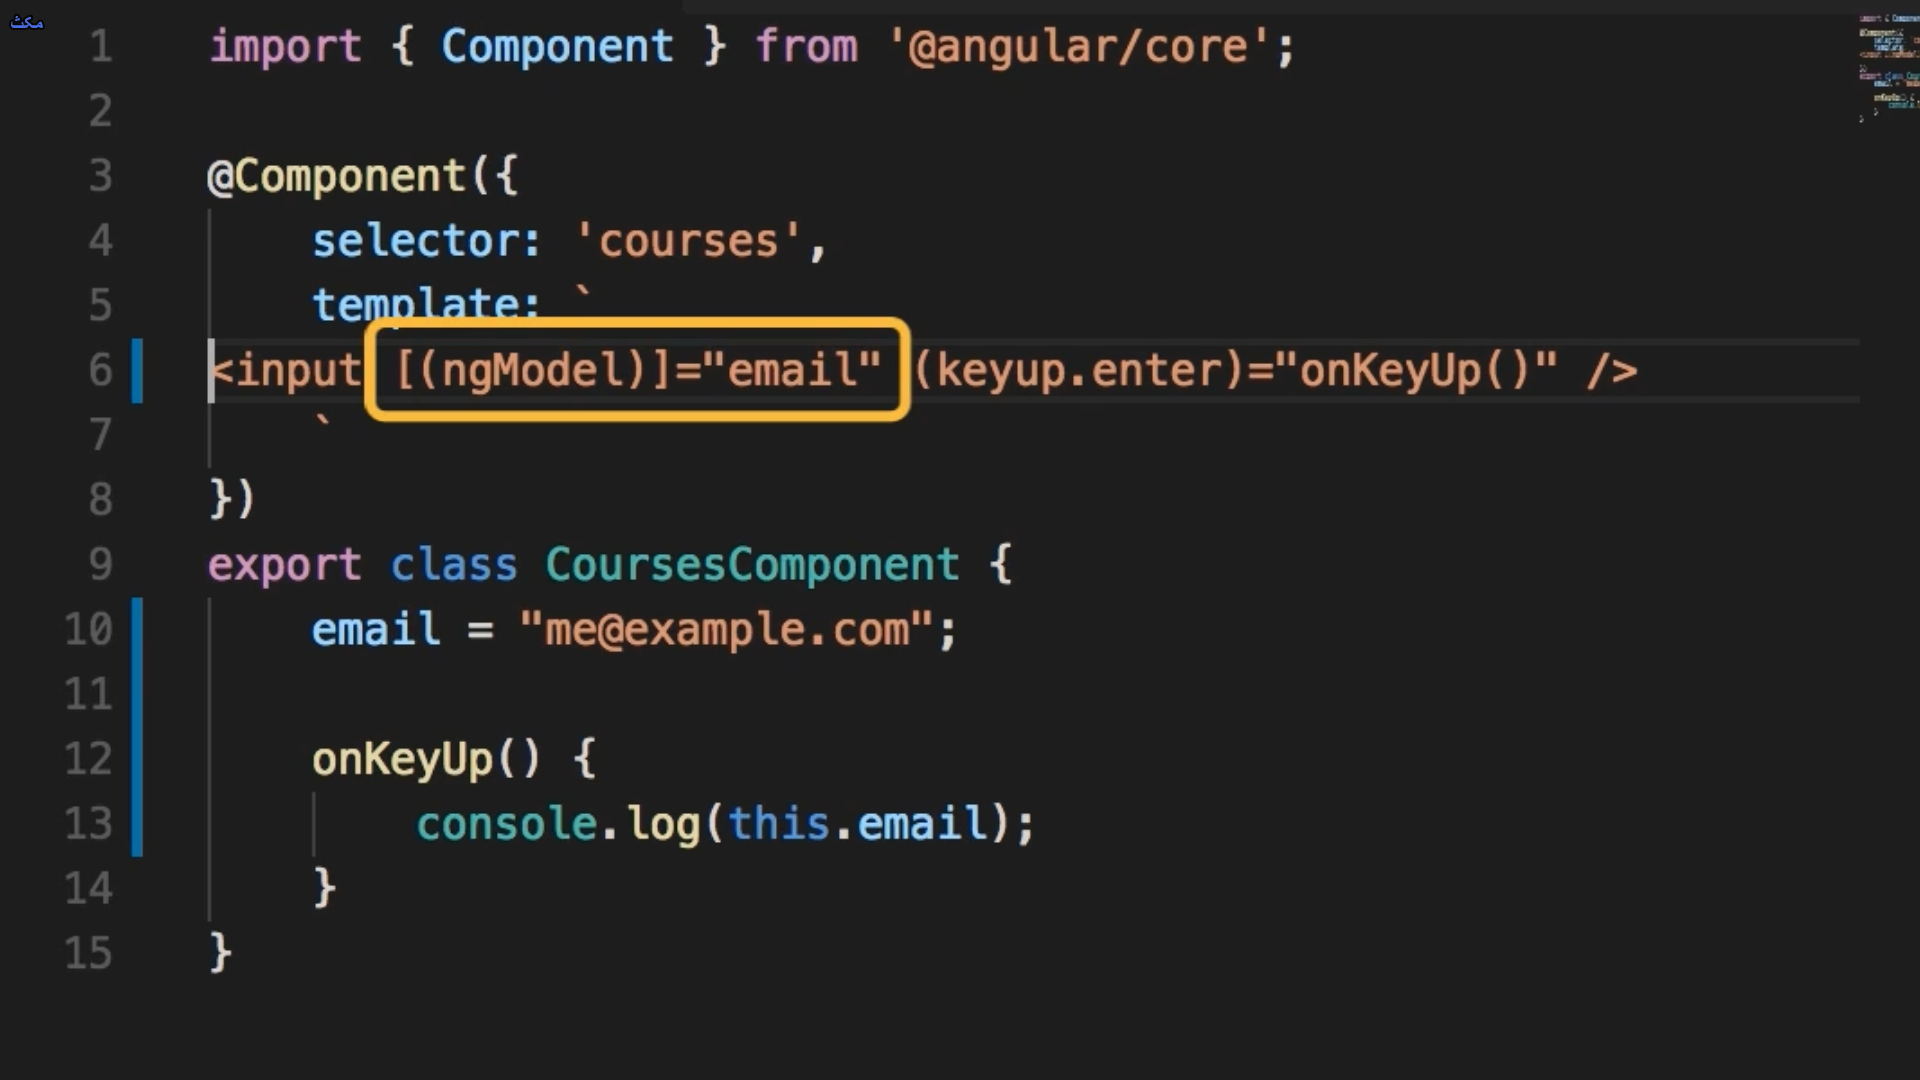 مکث
1 import { Component } from '@angular/core';
2
3 @Component({
4 selector: 'courses',
5 template: `
6 <input [(ngModel)]="email" (keyup.enter)="onKeyUp()" />
7 `
8 })
9 export class CoursesComponent {
10 email = "me@example.com";
11
12 onKeyUp() {
13 console.log(this.email);
14 }
15 }